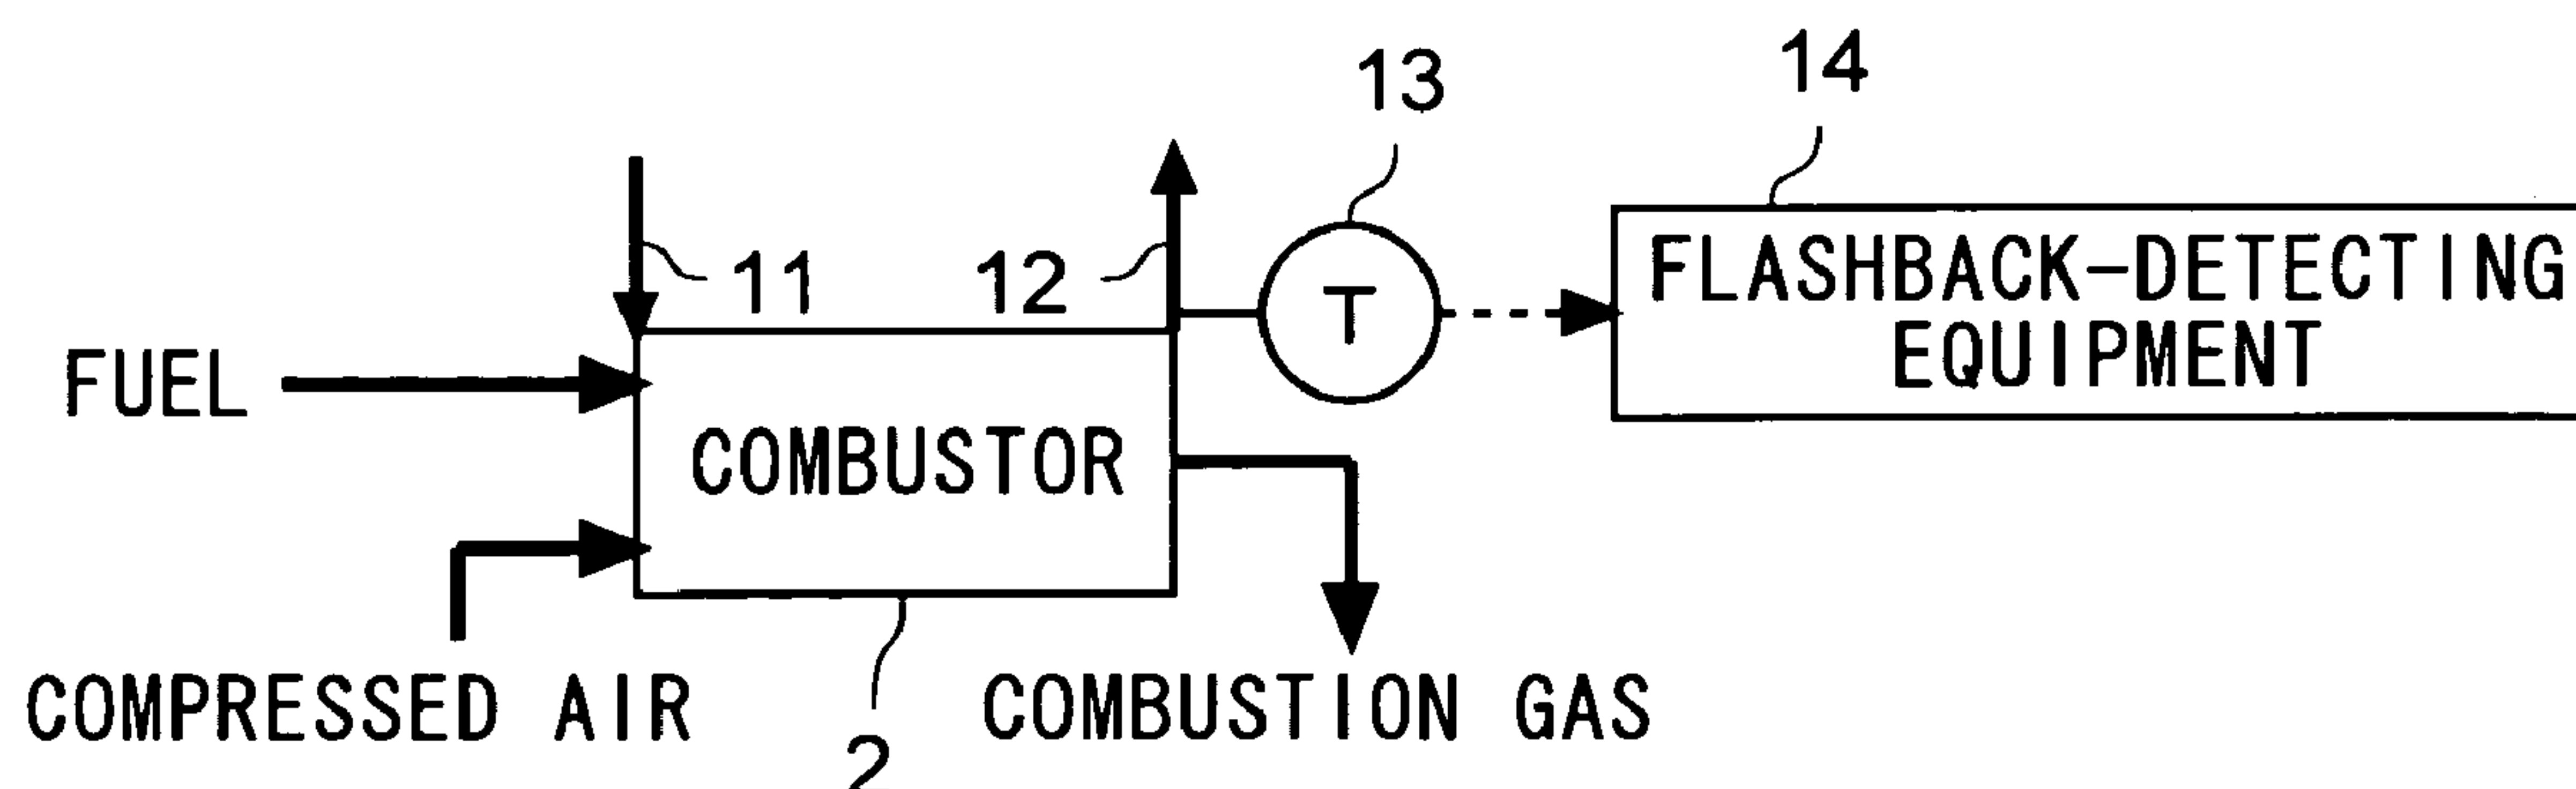 14
13
FLASHBACK-DETECTING
EQUIPMENT
11
12
T
FUEL
COMBUSTOR
COMPRESSED AIR
COMBUSTION GAS
2